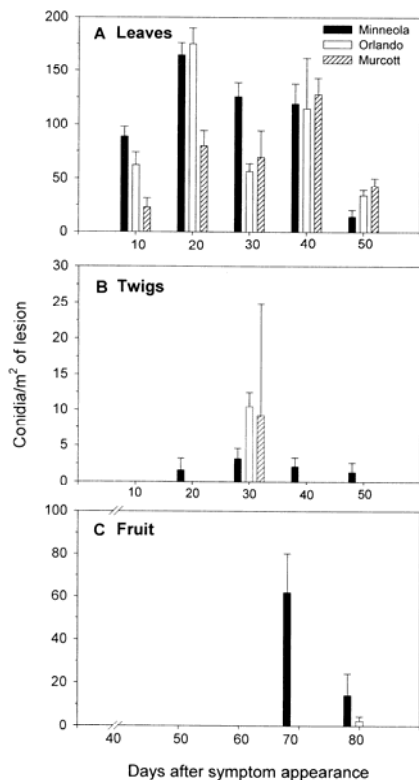 A Leaves
Minneola
Orlando
Murcott
200
150
100
50
0
10 20 30 40 50
B Twigs
30
25
20
15
10
5
0
10 20 30 40 50
Conidia/m² of lesion
C Fruit
100
80
60
40
20
0
40 50 60 70 80
Days after symptom appearance